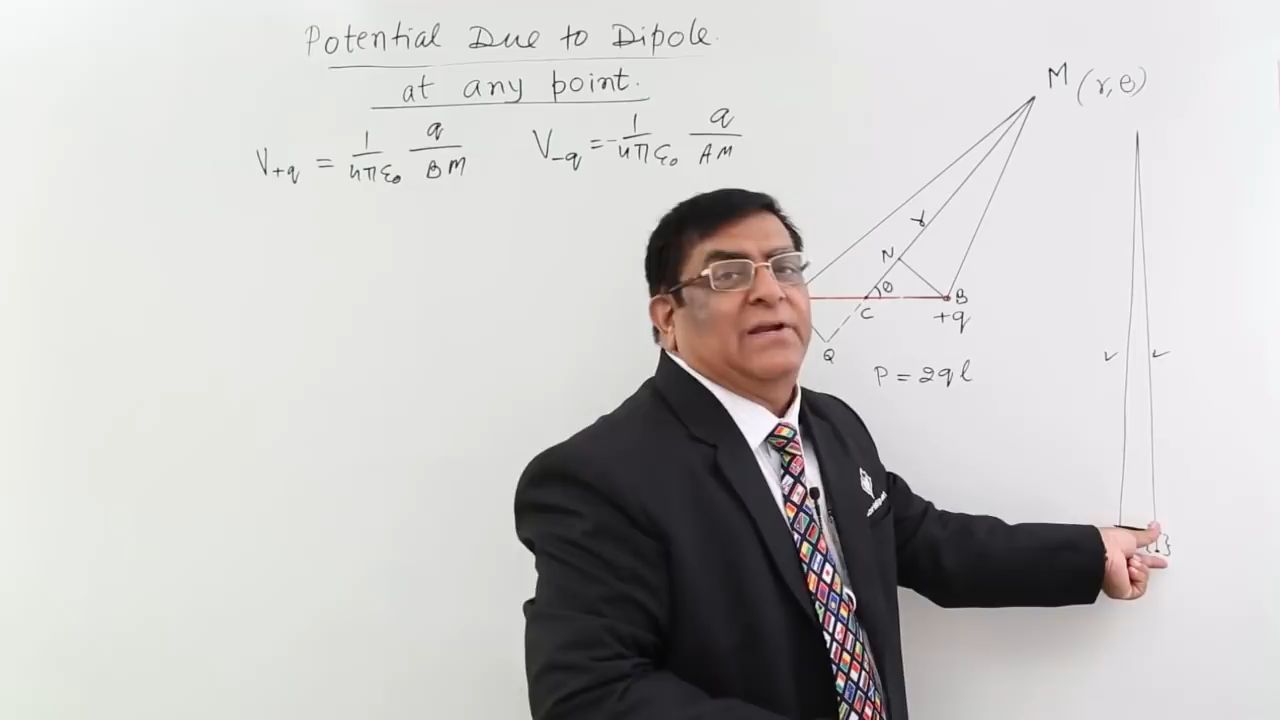 Potential Due to Dipole
at any point.
V+q = 1/4πε₀ q/BM
V-q = -1/4πε₀ q/AM
M (r, θ)
r
N
θ
C
B
+q
Q
P = 2ql